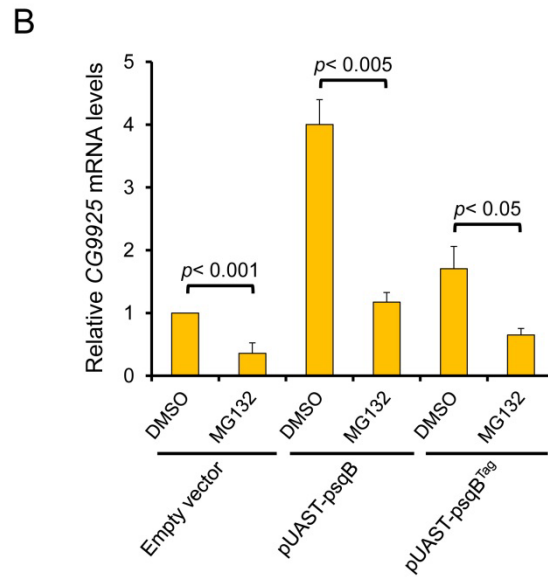 B
Relative CG9925 mRNA levels
5
4
3
2
1
0
p< 0.001
p< 0.005
p< 0.05
DMSO
MG132
DMSO
MG132
DMSO
MG132
Empty vector
pUAST-psqB
pUAST-psqBTag